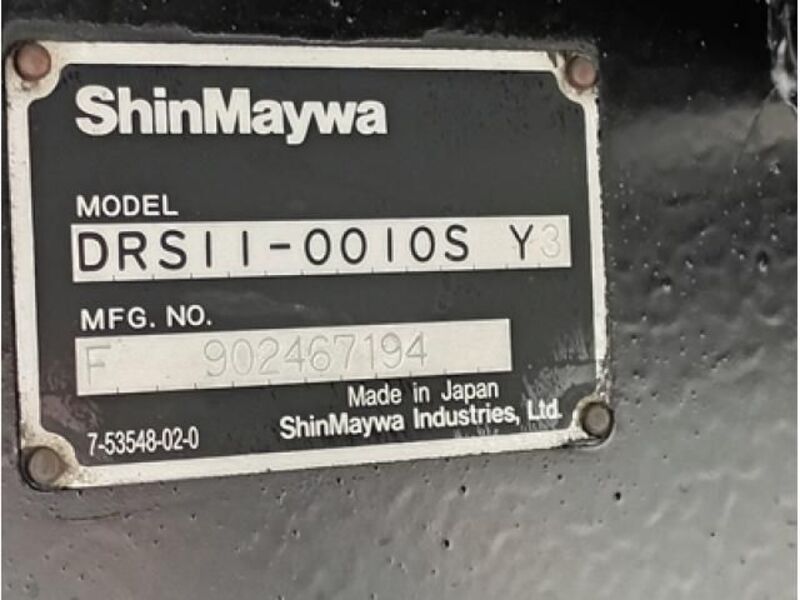 ShinMaywa
MODEL
DRS11-0010S Y3
MFG. NO.
F 902467194
Made in Japan
7-53548-02-0 ShinMaywa Industries, Ltd.